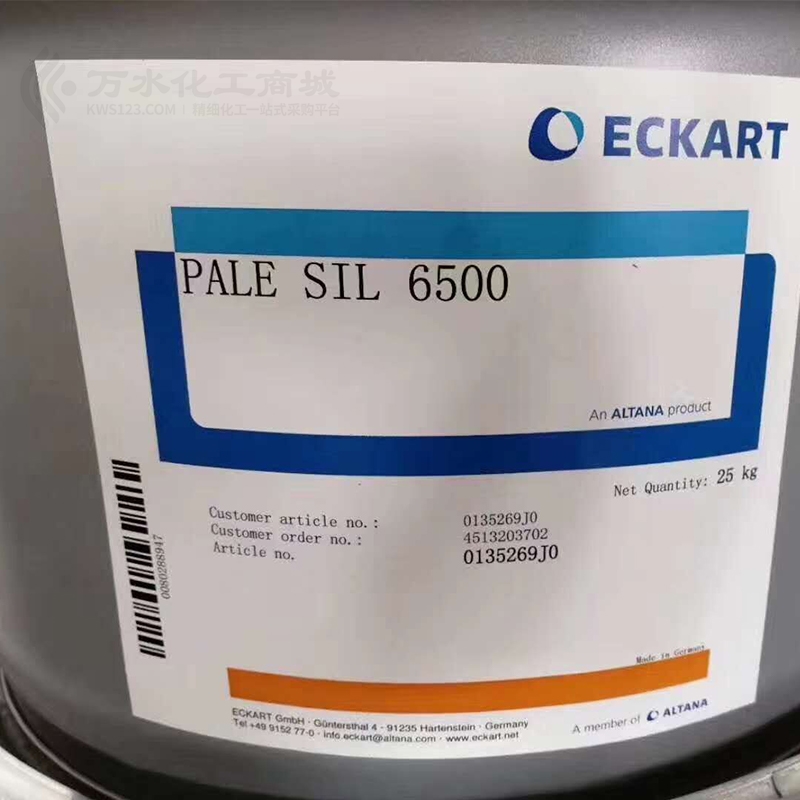 万水化工商城
KWS123.COM | 精细化工一站式采购平台
ECKART
PALE SIL 6500
An ALTANA product
Net Quantity: 25 kg
Customer article no.: 0135269J0
Customer order no.: 4513203702
Article no. 0135269J0
0080288947
Made in Germany
ECKART GmbH · Güntersthal 4 · 91235 Hartenstein · Germany
Tel +49 9152 77-0 · info.eckart@altana.com · www.eckart.net
A member of ALTANA